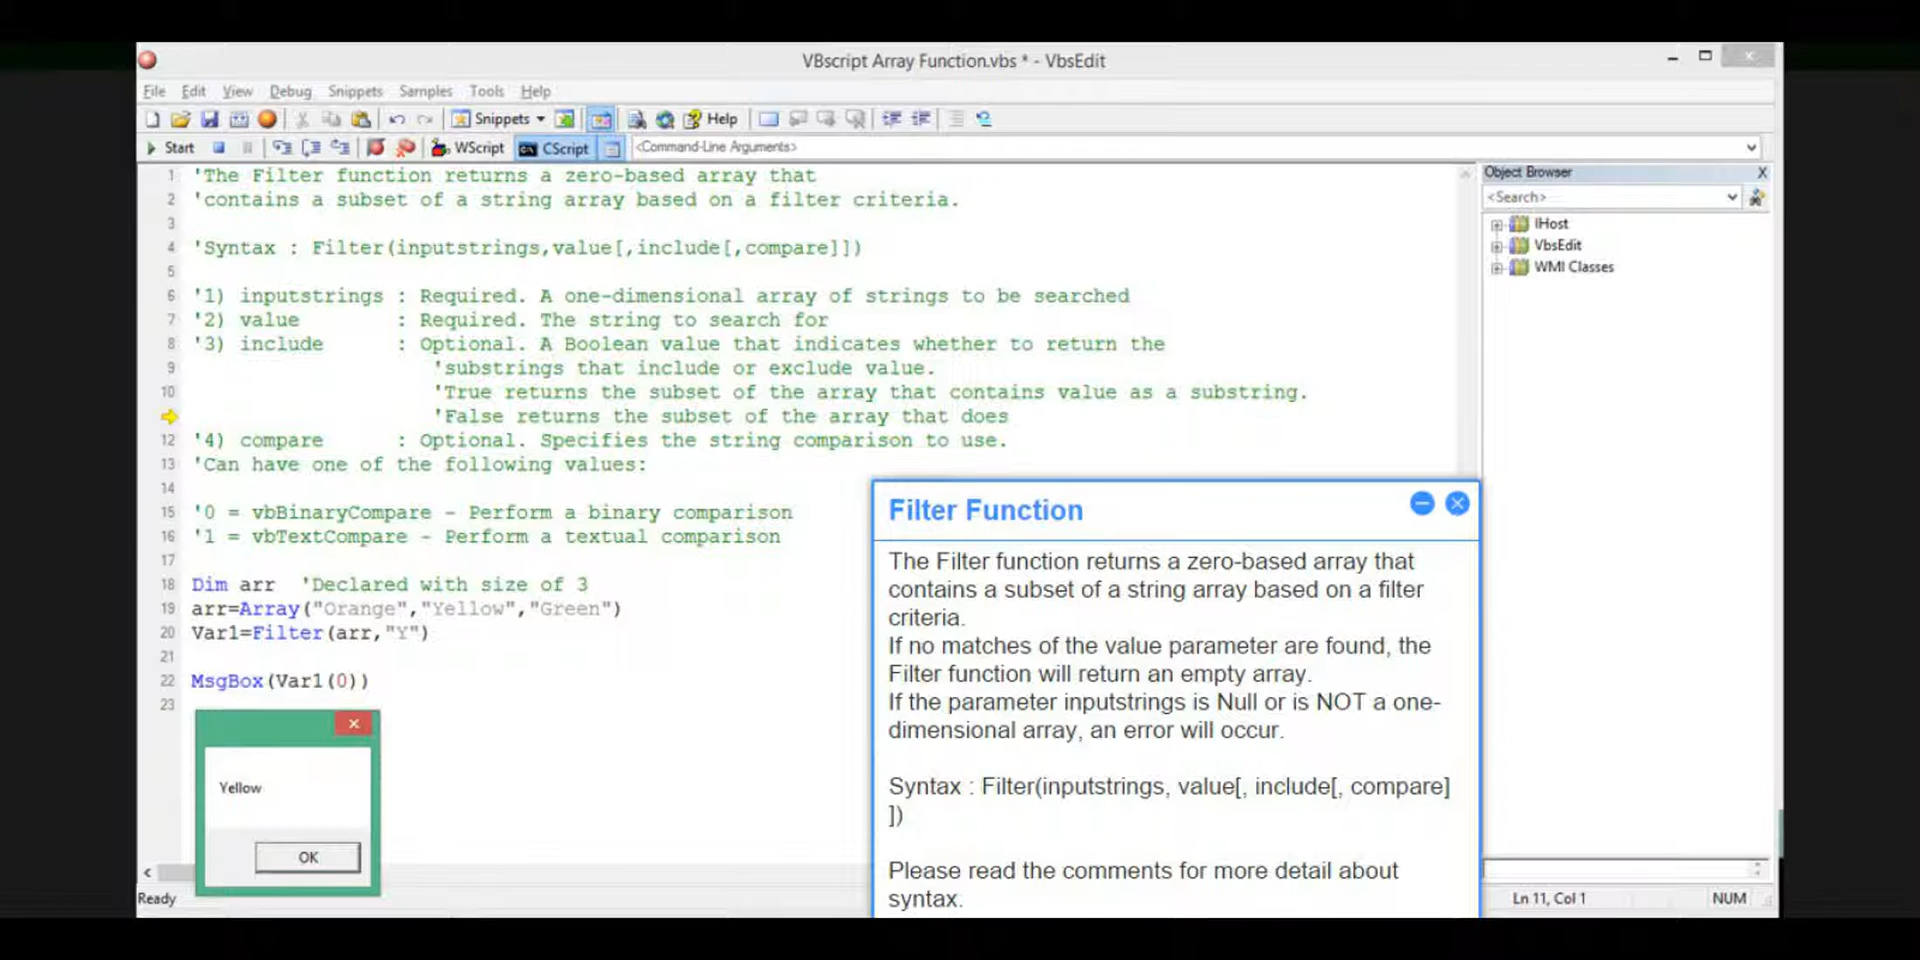 VBscript Array Function.vbs * - VbsEdit
File Edit View Debug Snippets Samples Tools Help
Snippets Help
Start WScript CScript <Command-Line Arguments>
1 'The Filter function returns a zero-based array that
2 'contains a subset of a string array based on a filter criteria.
3
4 'Syntax : Filter(inputstrings,value[,include[,compare]])
5
6 '1) inputstrings : Required. A one-dimensional array of strings to be searched
7 '2) value : Required. The string to search for
8 '3) include : Optional. A Boolean value that indicates whether to return the
9 'substrings that include or exclude value.
10 'True returns the subset of the array that contains value as a substring.
'False returns the subset of the array that does
12 '4) compare : Optional. Specifies the string comparison to use.
13 'Can have one of the following values:
14
15 '0 = vbBinaryCompare - Perform a binary comparison
16 '1 = vbTextCompare - Perform a textual comparison
17
18 Dim arr 'Declared with size of 3
19 arr=Array("Orange","Yellow","Green")
20 Var1=Filter(arr,"Y")
21
22 MsgBox(Var1(0))
23
Yellow
OK
Object Browser X
<Search>
IHost
VbsEdit
WMI Classes
Filter Function
The Filter function returns a zero-based array that
contains a subset of a string array based on a filter
criteria.
If no matches of the value parameter are found, the
Filter function will return an empty array.
If the parameter inputstrings is Null or is NOT a one-
dimensional array, an error will occur.
Syntax : Filter(inputstrings, value[, include[, compare]
])
Please read the comments for more detail about
syntax.
Ready Ln 11, Col 1 NUM